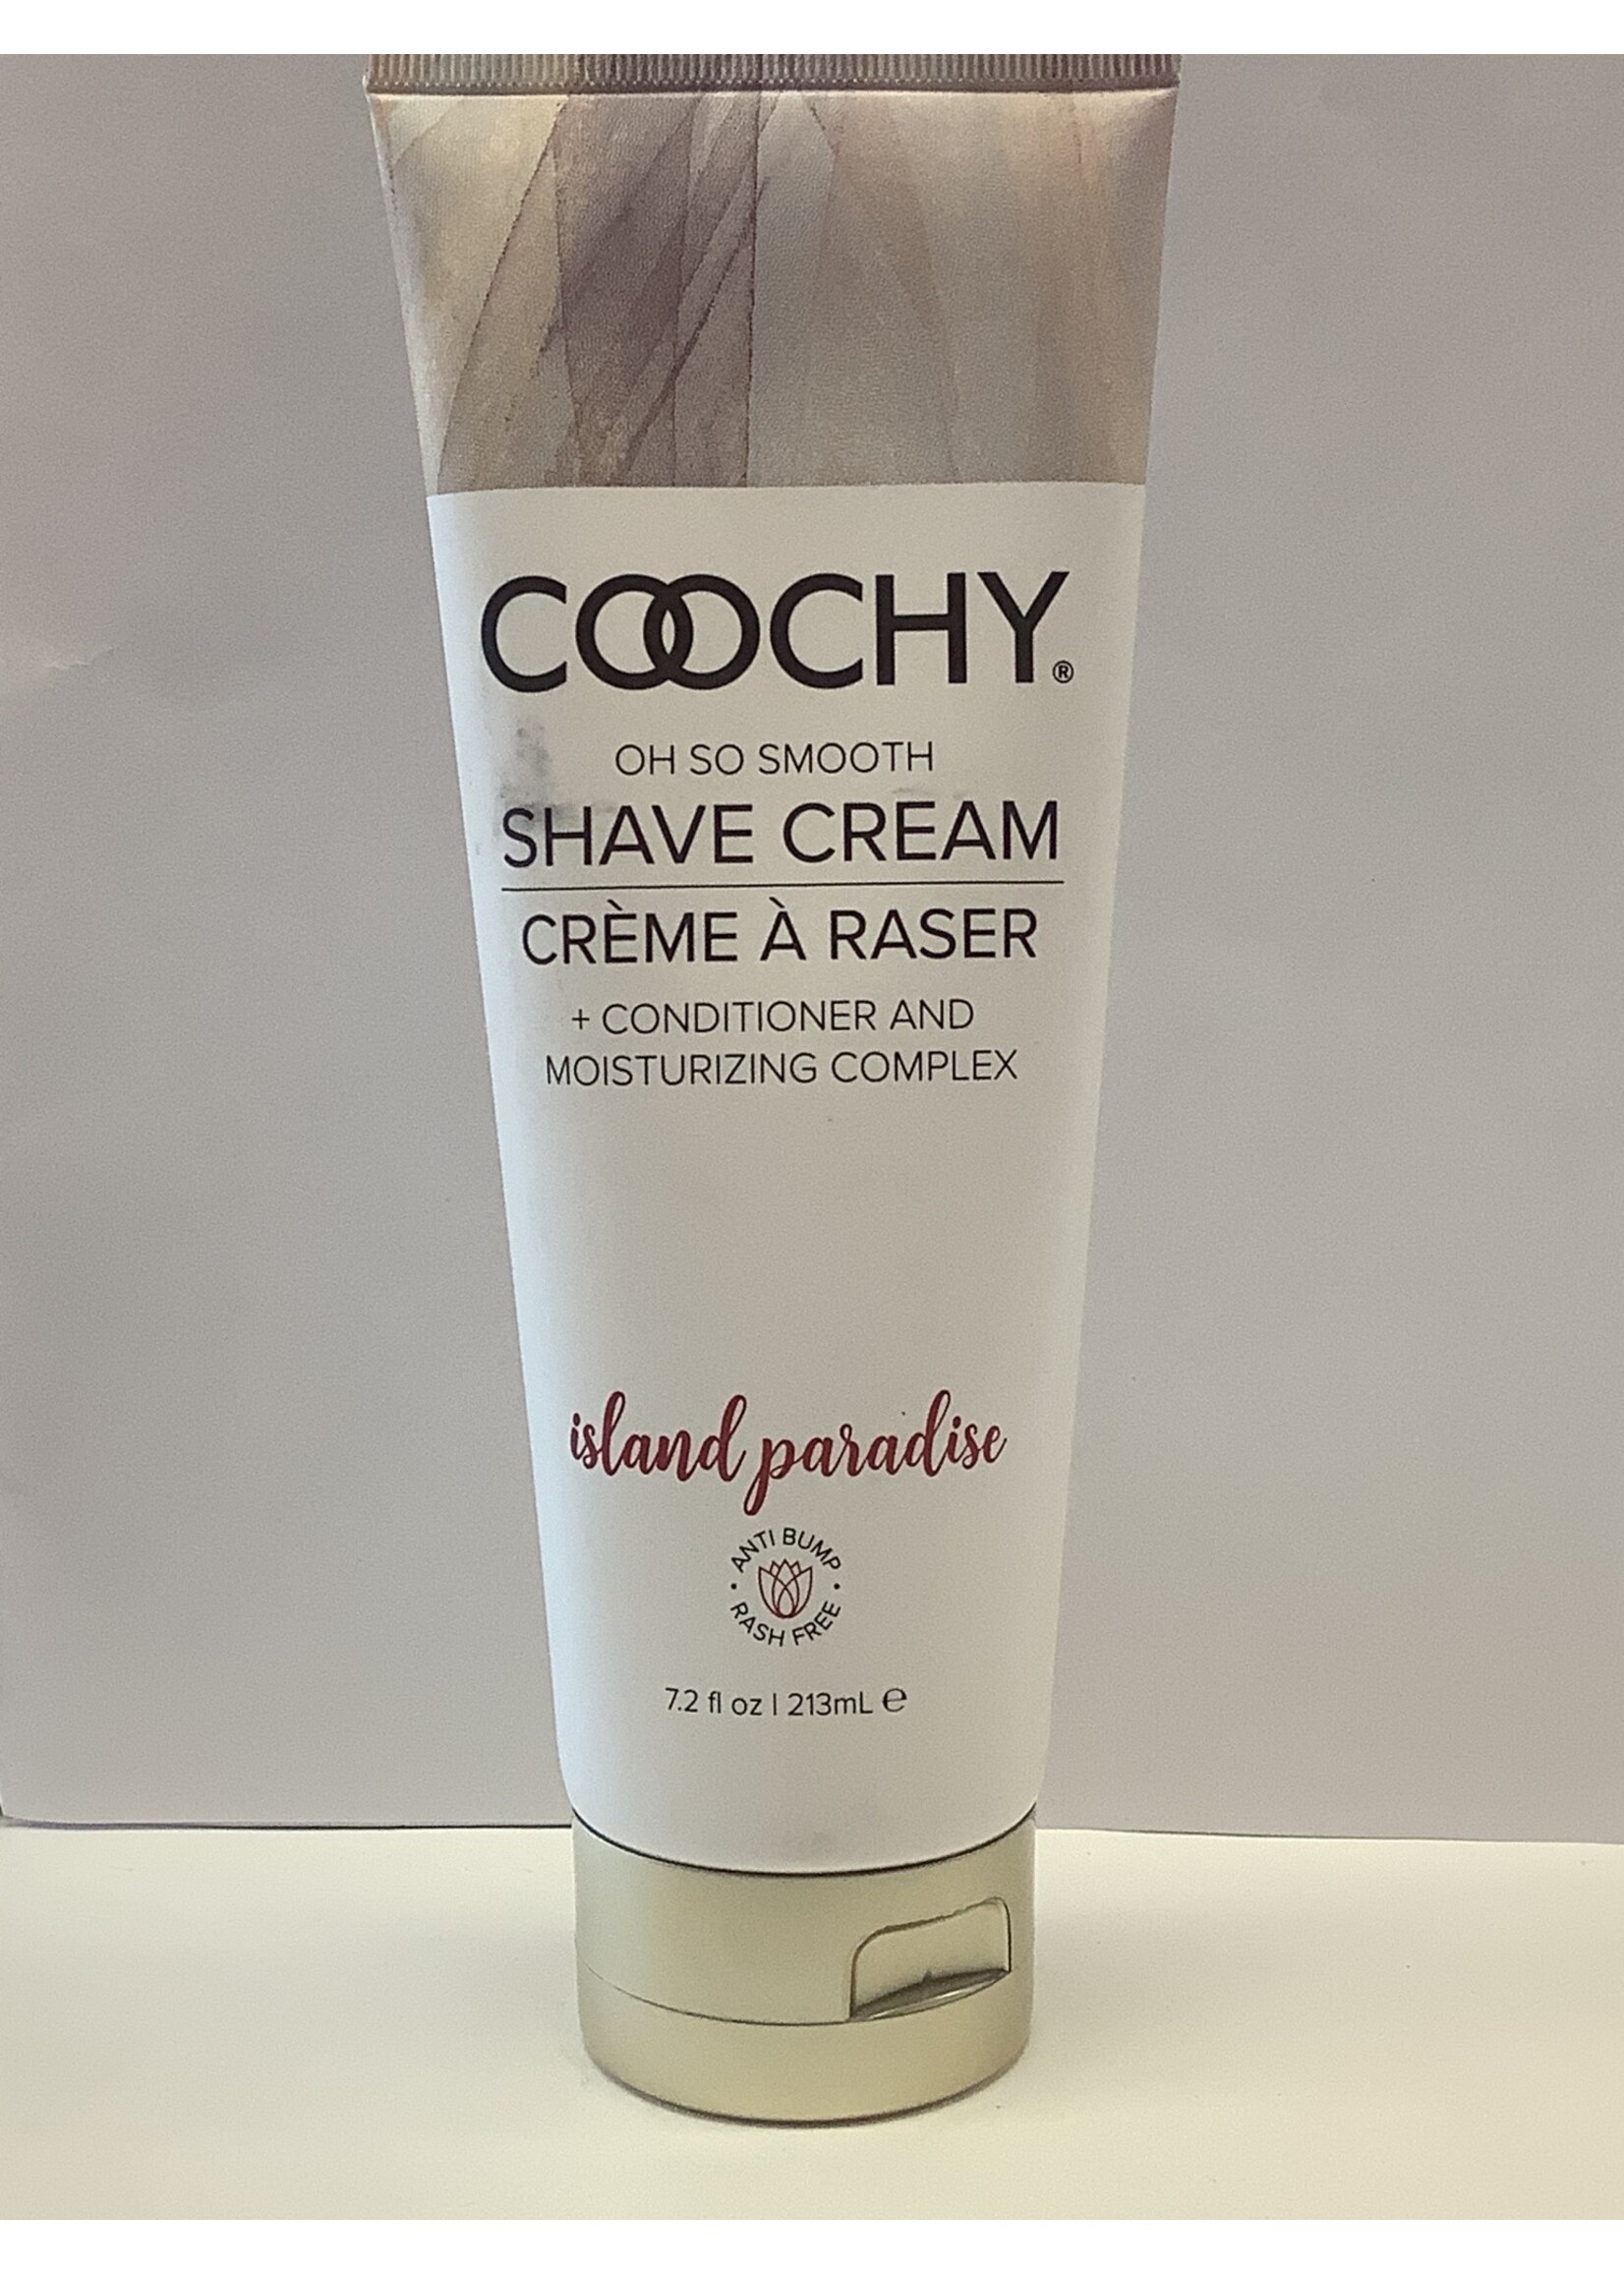 COOCHY®
OH SO SMOOTH
SHAVE CREAM
CRÈME À RASER
+ CONDITIONER AND
MOISTURIZING COMPLEX
island paradise
ANTI BUMP
RASH FREE
7.2 fl oz | 213mL ℮